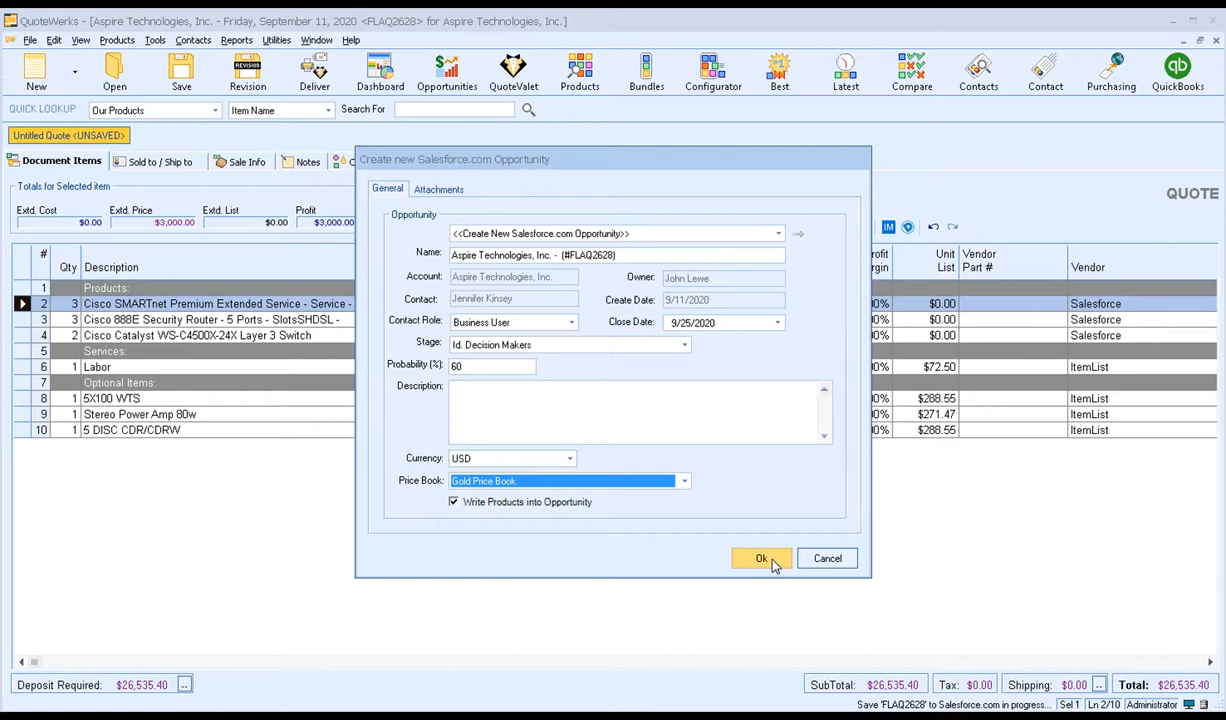 QuoteWerks - [Aspire Technologies, Inc. - Friday, September 11, 2020 <FLAQ2628> for Aspire Technologies, Inc.]
File Edit View Products Tools Contacts Reports Utilities Window Help
REVISION
#1
qb
New Open Save Revision Deliver Dashboard Opportunities QuoteValet Products Bundles Configurator Best Latest Compare Contacts Contact Purchasing QuickBooks
QUICK LOOKUP Our Products Item Name Search For
Untitled Quote <UNSAVED>
Document Items Sold to / Ship to Sale Info Notes
Totals for Selected item
QUOTE
Extd. Cost Extd. Price Extd. List Profit
$0.00 $3,000.00 $0.00 $3,000.00
IM
# Qty Description Unit List Vendor Part # Vendor
1 Products:
2 3 Cisco SMARTnet Premium Extended Service - Service - $0.00 Salesforce
3 3 Cisco 888E Security Router - 5 Ports - SlotsSHDSL - $0.00 Salesforce
4 2 Cisco Catalyst WS-C4500X-24X Layer 3 Switch $0.00 Salesforce
5 Services:
6 1 Labor $72.50 ItemList
7 Optional Items:
8 1 5X100 WTS $288.55 ItemList
9 1 Stereo Power Amp 80w $271.47 ItemList
10 1 5 DISC CDR/CDRW $288.55 ItemList
Create new Salesforce.com Opportunity
General Attachments
Opportunity
<<Create New Salesforce.com Opportunity>>
Name: Aspire Technologies, Inc. - (#FLAQ2628)
Account: Aspire Technologies, Inc. Owner: John Lewe
Contact: Jennifer Kinsey Create Date: 9/11/2020
Contact Role: Business User Close Date: 9/25/2020
Stage: Id. Decision Makers
Probability (%): 60
Description:
Currency: USD
Price Book: Gold Price Book
Write Products into Opportunity
Ok Cancel
Deposit Required: $26,535.40 .. SubTotal: $26,535.40 Tax: $0.00 Shipping: $0.00 .. Total: $26,535.40
Save 'FLAQ2628' to Salesforce.com in progress... Sel 1 Ln 2/10 Administrator